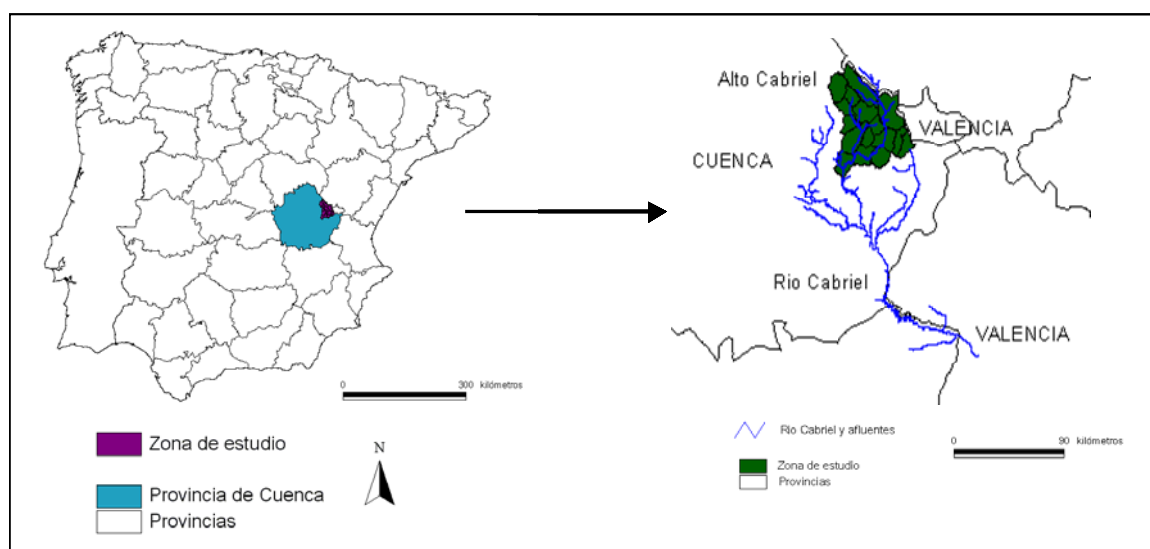 0 300 kilómetros
Zona de estudio
N
Provincia de Cuenca
Provincias
Alto Cabriel
VALENCIA
CUENCA
Rio Cabriel
VALENCIA
Rio Cabriel y afluentes
0 90 kilómetros
Zona de estudio
Provincias